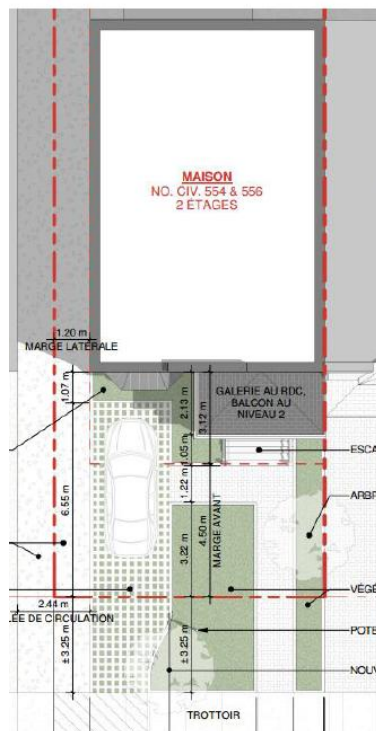 MAISON
NO. CIV. 554 & 556
2 ÉTAGES
1.20 m
MARGE LATÉRALE
1.07 m
2.13 m
3.12 m
GALERIE AU RDC,
BALCON AU
NIVEAU 2
1.05 m
ESCA
6.55 m
1.22 m
4.50 m
MARGE AVANT
ARBR
3.22 m
VÉGÉ
2.44 m
LÉE DE CIRCULATION
±3.25 m
±3.25 m
POTE
NOUV
TROTTOIR